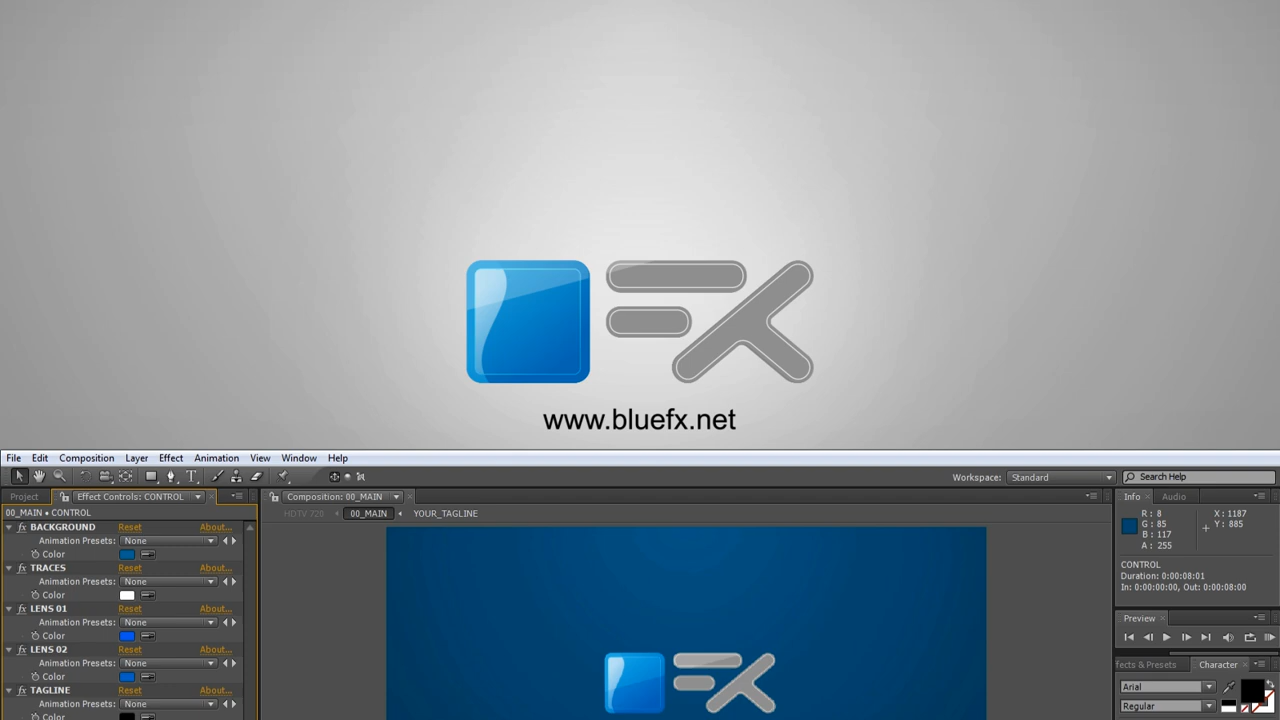 www.bluefx.net
File Edit Composition Layer Effect Animation View Window Help
Workspace: Standard Search Help
Project Effect Controls: CONTROL Composition: 00_MAIN Info Audio
00_MAIN • CONTROL HDTV 720 00_MAIN YOUR_TAGLINE
BACKGROUND Reset About...
Animation Presets: None
Color
TRACES Reset About...
Animation Presets: None
Color
LENS 01 Reset About...
Animation Presets: None
Color
LENS 02 Reset About...
Animation Presets: None
Color
TAGLINE Reset About...
Animation Presets: None
Color
R: 8 X: 1187
G: 85 Y: 885
B: 117
A: 255
CONTROL
Duration: 0:00:08:01
In: 0:00:00:00, Out: 0:00:08:00
Preview
fects & Presets Character
Arial
Regular